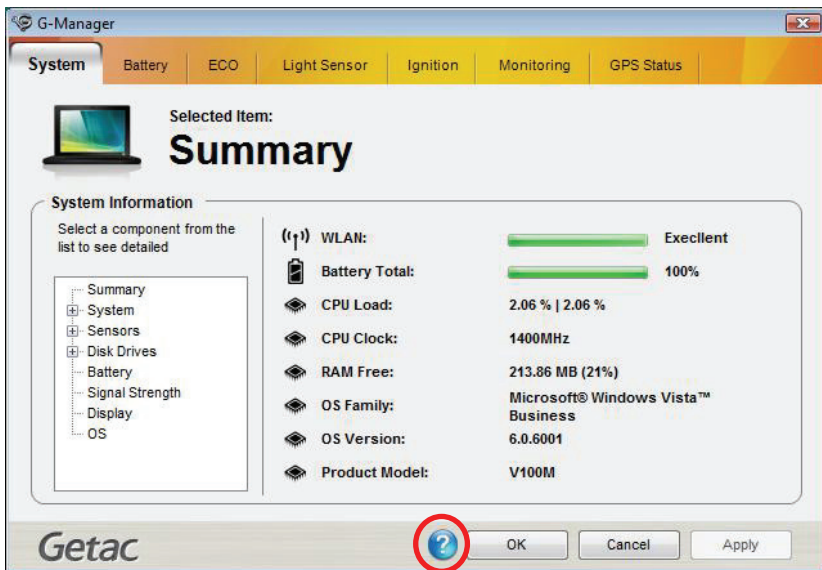 G-Manager
System Battery ECO Light Sensor Ignition Monitoring GPS Status
Selected Item:
Summary
System Information
Select a component from the
list to see detailed
Summary
System
Sensors
Disk Drives
Battery
Signal Strength
Display
OS
WLAN: Execllent
Battery Total: 100%
CPU Load: 2.06 % | 2.06 %
CPU Clock: 1400MHz
RAM Free: 213.86 MB (21%)
OS Family: Microsoft® Windows Vista™
Business
OS Version: 6.0.6001
Product Model: V100M
Getac ? OK Cancel Apply